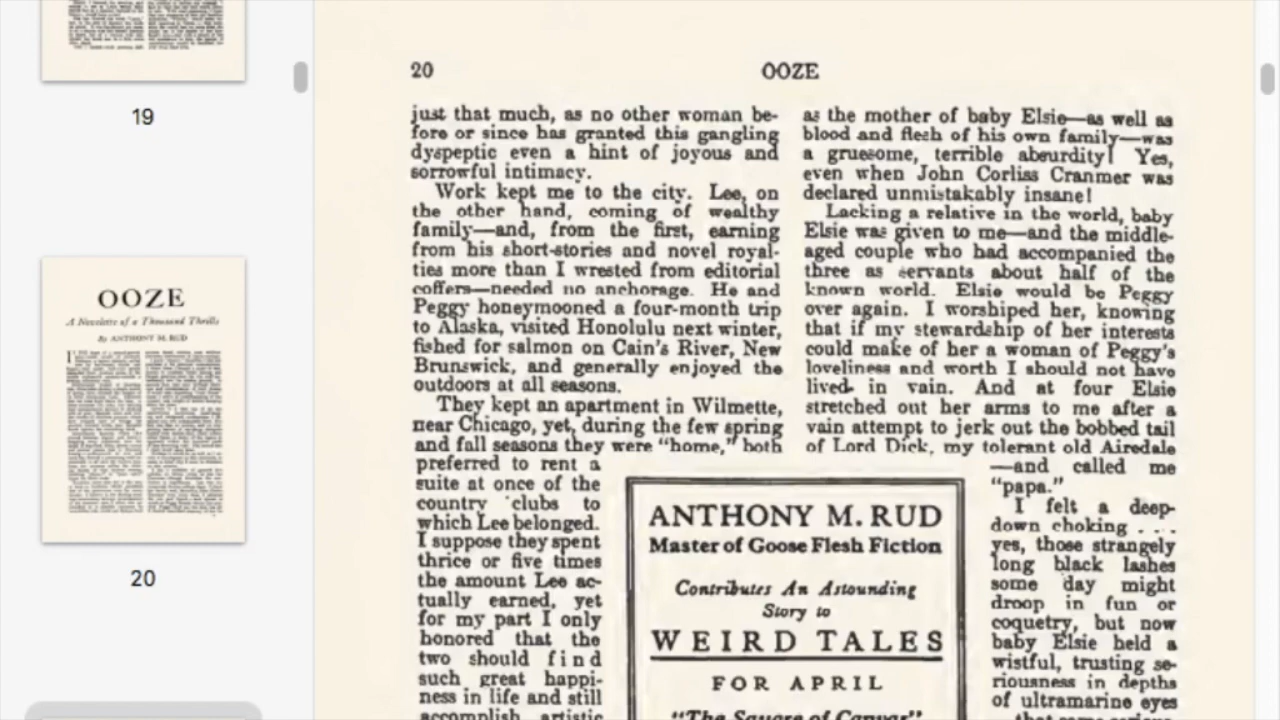 19
OOZE
A Novelette of a Thousand Thrills
By ANTHONY M. RUD
20
20
OOZE
just that much, as no other woman be-
fore or since has granted this gangling
dyspeptic even a hint of joyous and
sorrowful intimacy.
Work kept me to the city. Lee, on
the other hand, coming of wealthy
family—and, from the first, earning
from his short-stories and novel royal-
ties more than I wrested from editorial
coffers—needed no anchorage. He and
Peggy honeymooned a four-month trip
to Alaska, visited Honolulu next winter,
fished for salmon on Cain's River, New
Brunswick, and generally enjoyed the
outdoors at all seasons.
They kept an apartment in Wilmette,
near Chicago, yet, during the few spring
and fall seasons they were "home," both
preferred to rent a
suite at once of the
country clubs to
which Lee belonged.
I suppose they spent
thrice or five times
the amount Lee ac-
tually earned, yet
for my part I only
honored that the
two should find
such great happi-
ness in life and still
accomplish artistic
ANTHONY M. RUD
Master of Goose Flesh Fiction
Contributes An Astounding
Story to
WEIRD TALES
FOR APRIL
"The Square of Canvas"
as the mother of baby Elsie—as well as
blood and flesh of his own family—was
a gruesome, terrible absurdity! Yes,
even when John Corliss Cranmer was
declared unmistakably insane!
Lacking a relative in the world, baby
Elsie was given to me—and the middle-
aged couple who had accompanied the
three as servants about half of the
known world. Elsie would be Peggy
over again. I worshiped her, knowing
that if my stewardship of her interests
could make of her a woman of Peggy's
loveliness and worth I should not have
lived in vain. And at four Elsie
stretched out her arms to me after a
vain attempt to jerk out the bobbed tail
of Lord Dick, my tolerant old Airedale
—and called me
"papa."
I felt a deep-
down choking . . .
yes, those strangely
long black lashes
some day might
droop in fun or
coquetry, but now
baby Elsie held a
wistful, trusting se-
riousness in depths
of ultramarine eyes